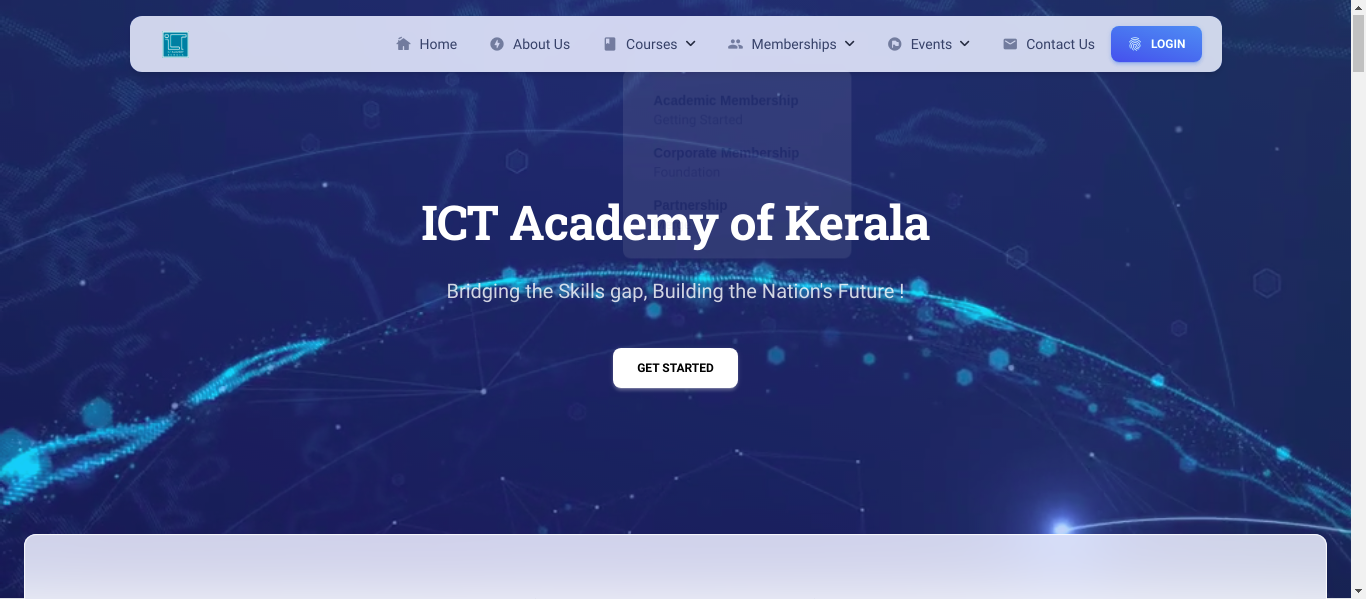 Home About Us Courses Memberships Events Contact Us LOGIN
Academic Membership
Getting Started
Corporate Membership
Foundation
Partnership
ICT Academy of Kerala
Bridging the Skills gap, Building the Nation's Future !
GET STARTED